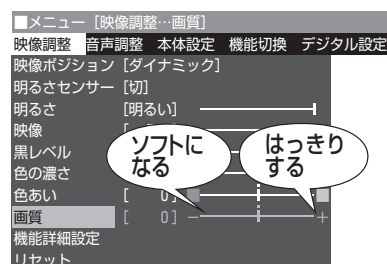 ■メニュー [映像調整…画質]
映像調整 音声調整 本体設定 機能切換 デジタル設定
映像ポジション [ダイナミック]
明るさセンサー [切]
明るさ [明るい]
映像 [
黒レベル
色の濃さ
ソフトに
なる
はっきり
する
色あい [ 0]
画質 [ 0] − +
機能詳細設定
リセット